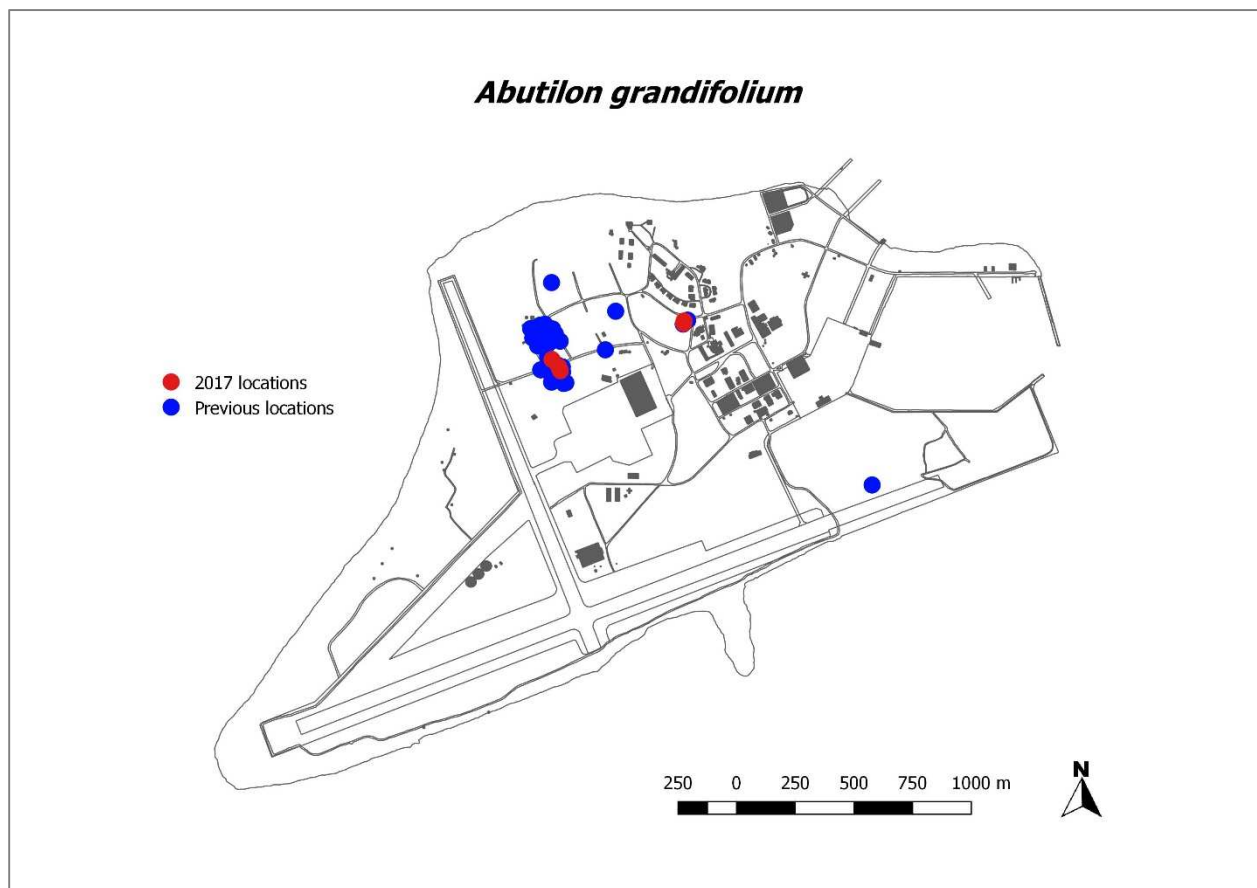 Abutilon grandifolium
2017 locations
Previous locations
250 0 250 500 750 1000 m
N